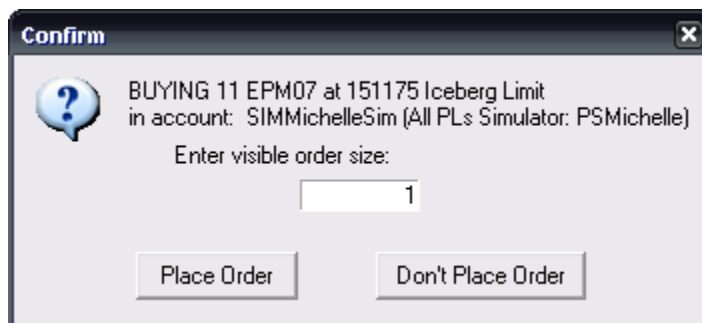 Confirm
BUYING 11 EPM07 at 151175 Iceberg Limit
in account:  SIMMichelleSim (All PLs Simulator: PSMichelle)
Enter visible order size:
1
Place Order
Don't Place Order